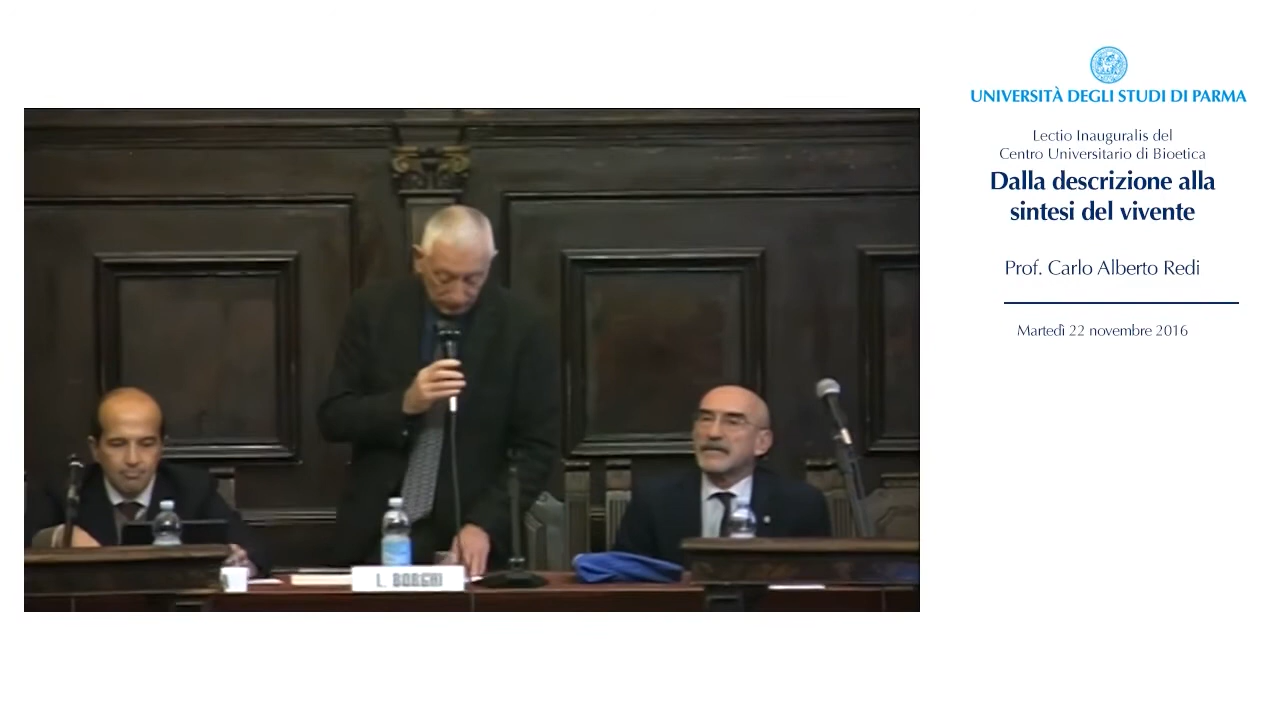 UNIVERSITÀ DEGLI STUDI DI PARMA
Lectio Inauguralis del
Centro Universitario di Bioetica
Dalla descrizione alla
sintesi del vivente
Prof. Carlo Alberto Redi
Martedì 22 novembre 2016
L. BORGHI